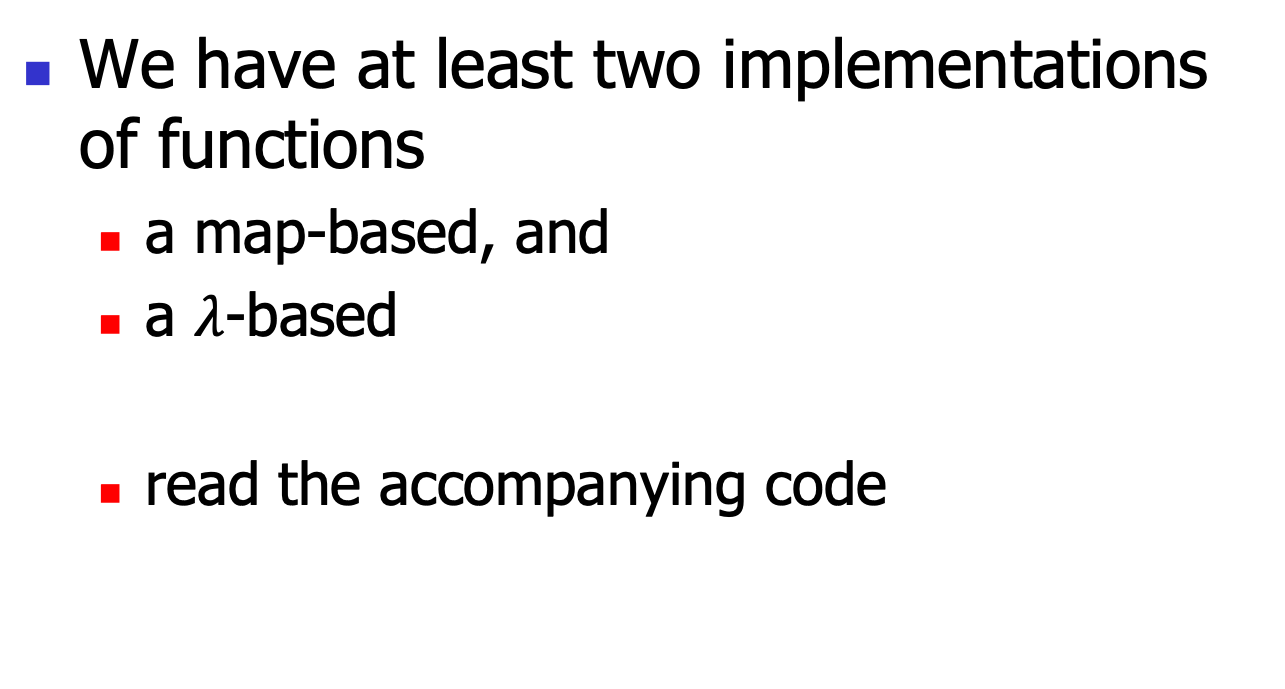 We have at least two implementations
of functions
a map-based, and
a λ-based
read the accompanying code